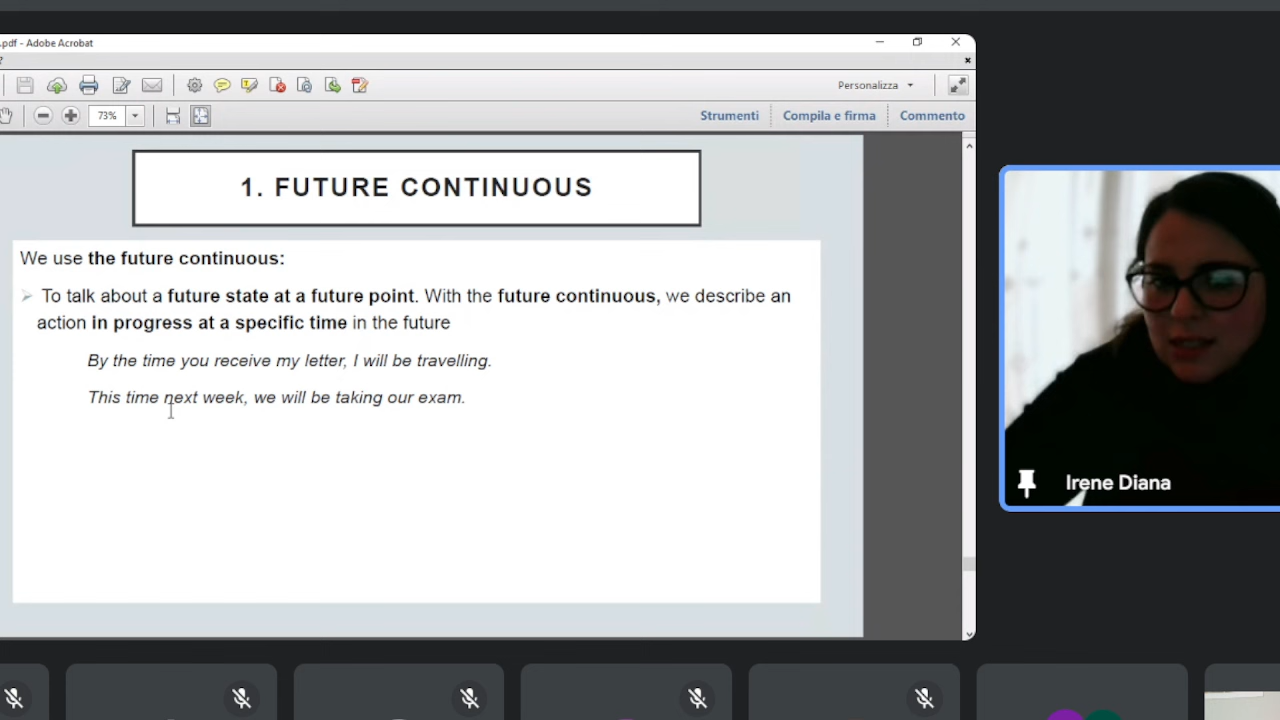 .pdf - Adobe Acrobat
?
Personalizza
73%
Strumenti
Compila e firma
Commento
1. FUTURE CONTINUOUS
We use the future continuous:
To talk about a future state at a future point. With the future continuous, we describe an
action in progress at a specific time in the future
By the time you receive my letter, I will be travelling.
This time next week, we will be taking our exam.
Irene Diana